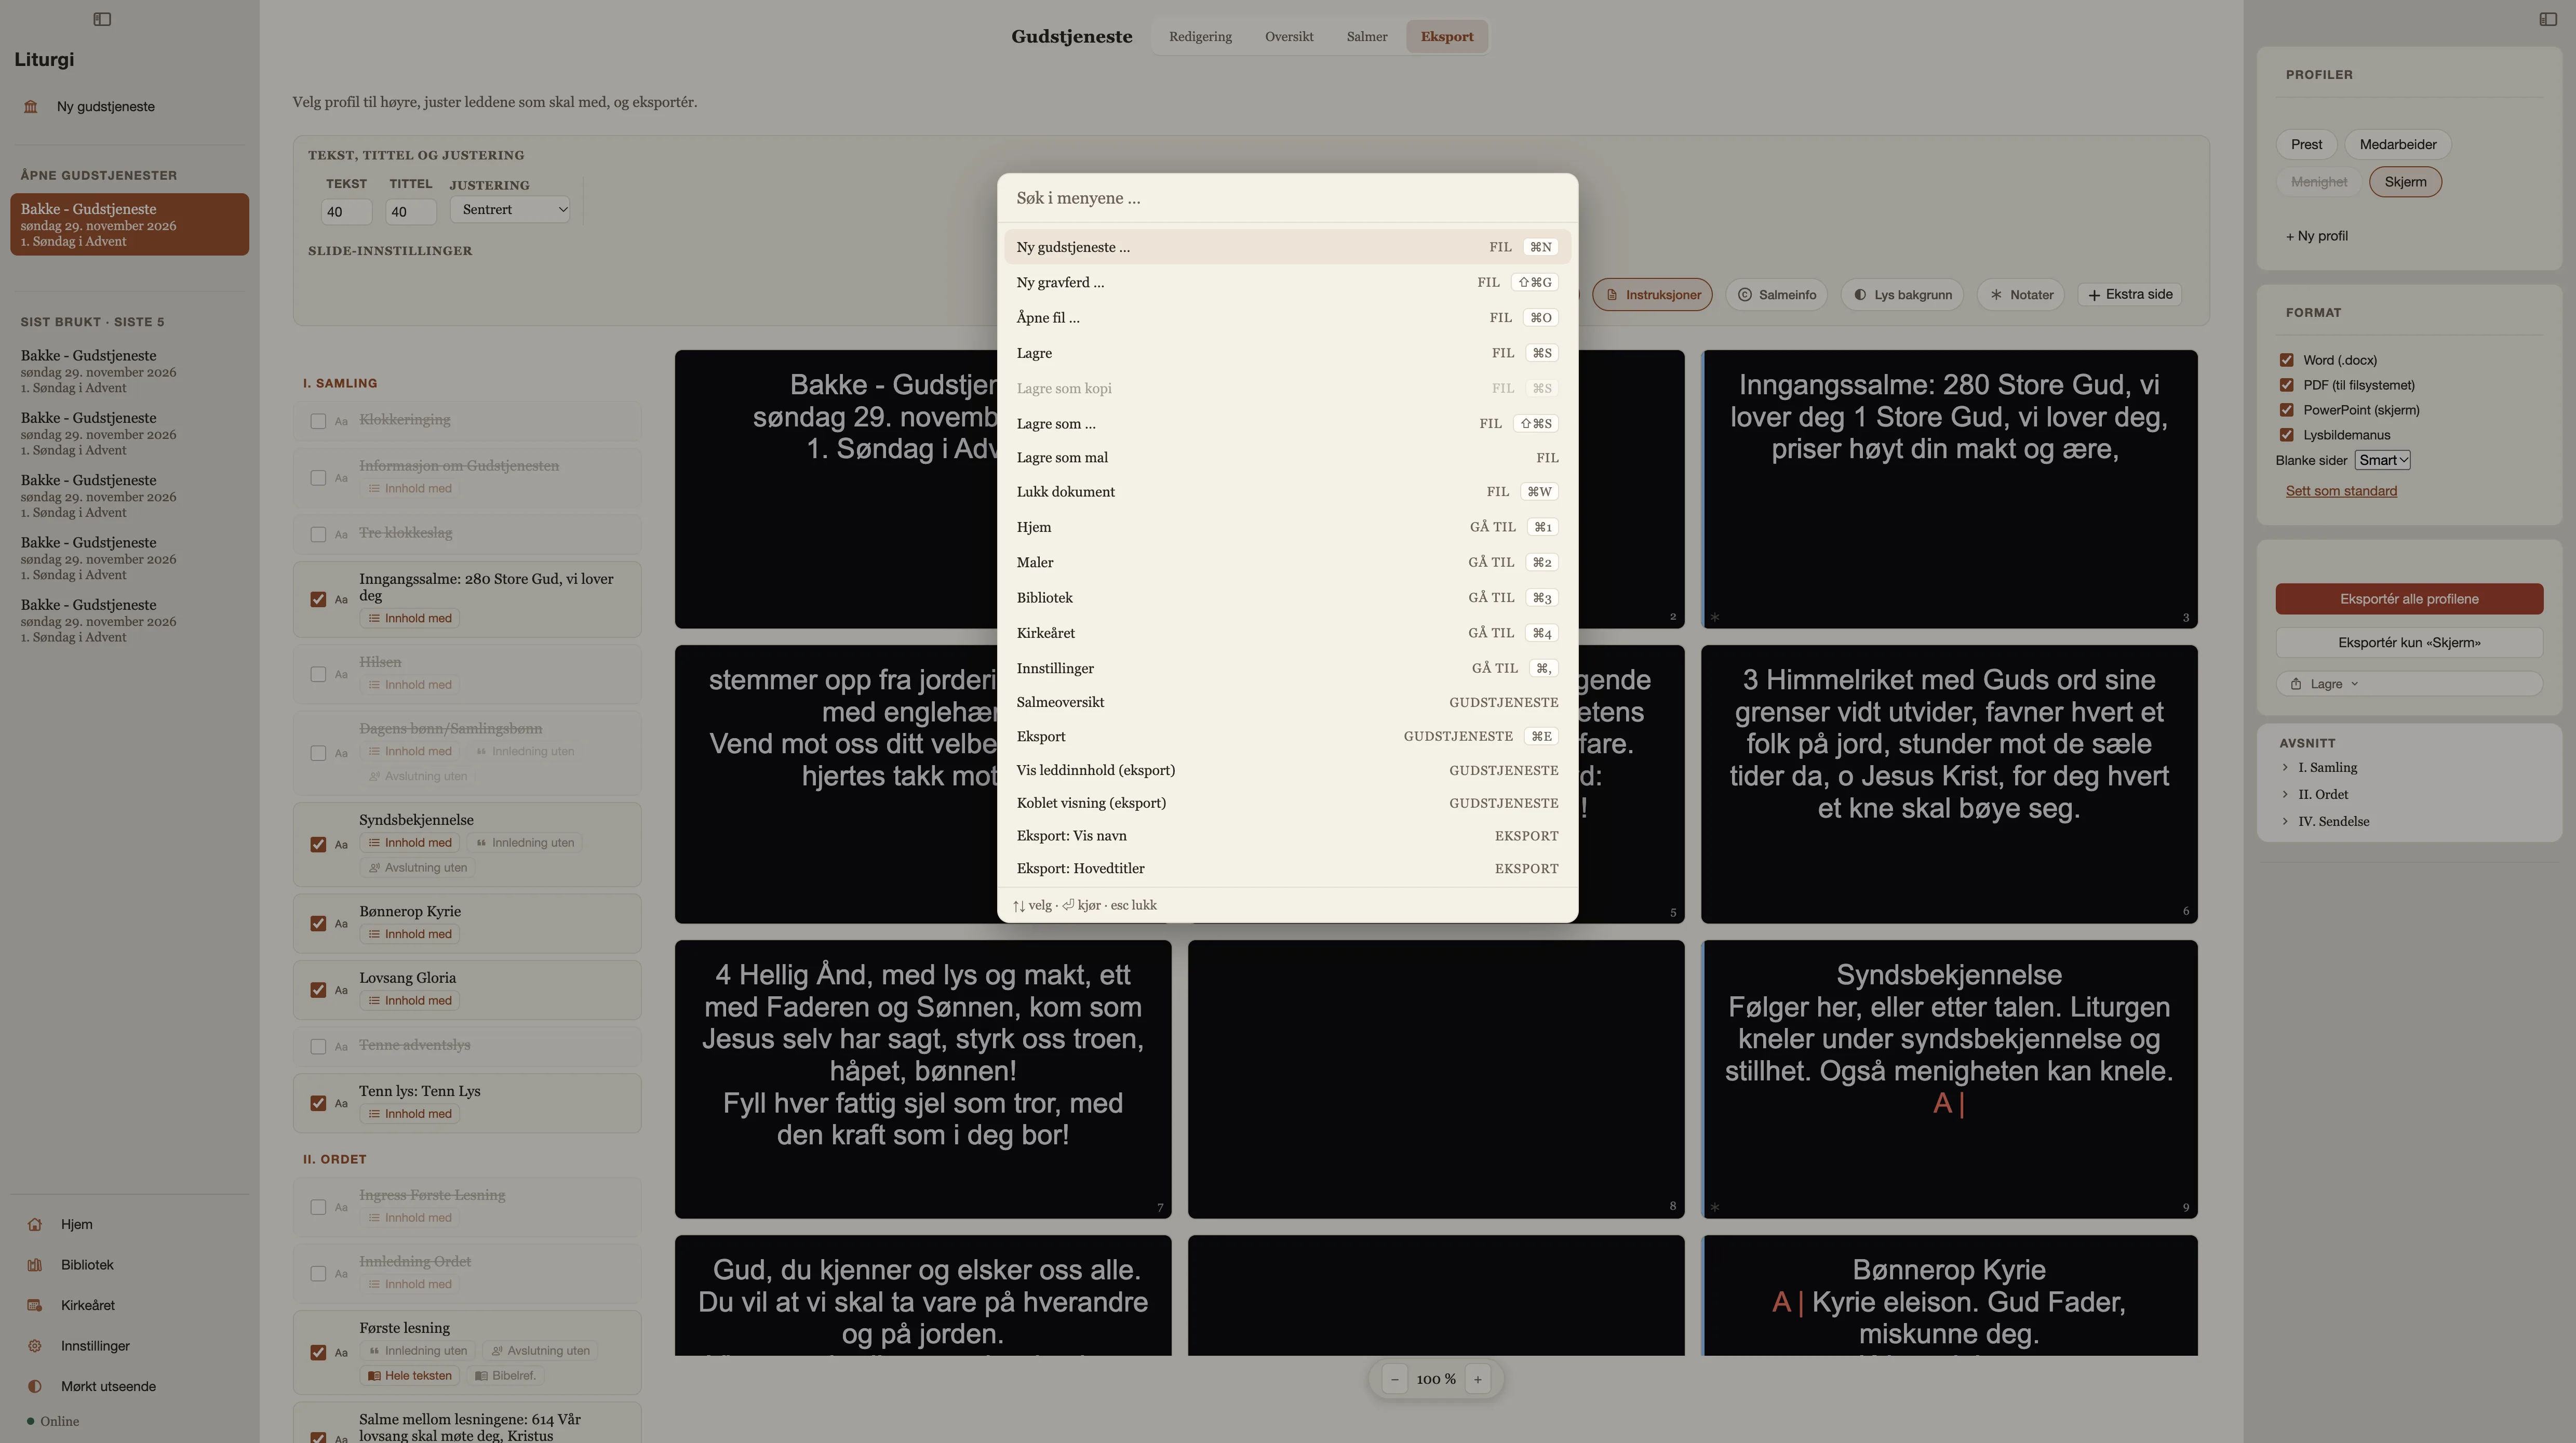 Liturgi
Ny gudstjeneste
ÅPNE GUDSTJENESTER
Bakke - Gudstjeneste
søndag 29. november 2026
1. Søndag i Advent
SIST BRUKT · SISTE 5
Bakke - Gudstjeneste
søndag 29. november 2026
1. Søndag i Advent
Bakke - Gudstjeneste
søndag 29. november 2026
1. Søndag i Advent
Bakke - Gudstjeneste
søndag 29. november 2026
1. Søndag i Advent
Bakke - Gudstjeneste
søndag 29. november 2026
1. Søndag i Advent
Bakke - Gudstjeneste
søndag 29. november 2026
1. Søndag i Advent
Hjem
Bibliotek
Kirkeåret
Innstillinger
Mørkt utseende
Online
Gudstjeneste Redigering Oversikt Salmer Eksport
Velg profil til høyre, juster leddene som skal med, og eksportér.
TEKST, TITTEL OG JUSTERING
TEKST TITTEL JUSTERING
40 40 Sentrert
SLIDE-INNSTILLINGER
Instruksjoner Salmeinfo Lys bakgrunn Notater + Ekstra side
I. SAMLING
Aa Klokkeringing
Aa Informasjon om Gudstjenesten
Innhold med
Aa Tre klokkeslag
Aa Inngangssalme: 280 Store Gud, vi lover
deg
Innhold med
Aa Hilsen
Innhold med
Aa Dagens bønn/Samlingsbønn
Innhold med Innledning uten
Avslutning uten
Aa Syndsbekjennelse
Innhold med Innledning uten
Avslutning uten
Aa Bønnerop Kyrie
Innhold med
Aa Lovsang Gloria
Innhold med
Aa Tenne adventslys
Aa Tenn lys: Tenn Lys
Innhold med
II. ORDET
Aa Ingress Første Lesning
Innhold med
Aa Innledning Ordet
Innhold med
Aa Første lesning
Innledning uten Avslutning uten
Hele teksten Bibelref.
Aa Salme mellom lesningene: 614 Vår
lovsang skal møte deg, Kristus
Bakke - Gudstjen
søndag 29. novemb
1. Søndag i Adv
2
Inngangssalme: 280 Store Gud, vi
lover deg 1 Store Gud, vi lover deg,
priser høyt din makt og ære,
3
stemmer opp fra jorderi
med englehær
Vend mot oss ditt velbe
hjertes takk mot
gende
etens
fare.
d:
!
5
3 Himmelriket med Guds ord sine
grenser vidt utvider, favner hvert et
folk på jord, stunder mot de sæle
tider da, o Jesus Krist, for deg hvert
et kne skal bøye seg.
6
4 Hellig Ånd, med lys og makt, ett
med Faderen og Sønnen, kom som
Jesus selv har sagt, styrk oss troen,
håpet, bønnen!
Fyll hver fattig sjel som tror, med
den kraft som i deg bor!
7
8
Syndsbekjennelse
Følger her, eller etter talen. Liturgen
kneler under syndsbekjennelse og
stillhet. Også menigheten kan knele.
A |
9
Gud, du kjenner og elsker oss alle.
Du vil at vi skal ta vare på hverandre
og på jorden.
Bønnerop Kyrie
A | Kyrie eleison. Gud Fader,
miskunne deg.
− 100 % +
Søk i menyene ...
Ny gudstjeneste ... FIL ⌘N
Ny gravferd ... FIL ⇧⌘G
Åpne fil ... FIL ⌘O
Lagre FIL ⌘S
Lagre som kopi FIL ⌘S
Lagre som ... FIL ⇧⌘S
Lagre som mal FIL
Lukk dokument FIL ⌘W
Hjem GÅ TIL ⌘1
Maler GÅ TIL ⌘2
Bibliotek GÅ TIL ⌘3
Kirkeåret GÅ TIL ⌘4
Innstillinger GÅ TIL ⌘,
Salmeoversikt GUDSTJENESTE
Eksport GUDSTJENESTE ⌘E
Vis leddinnhold (eksport) GUDSTJENESTE
Koblet visning (eksport) GUDSTJENESTE
Eksport: Vis navn EKSPORT
Eksport: Hovedtitler EKSPORT
↑↓ velg · ⏎ kjør · esc lukk
PROFILER
Prest Medarbeider
Menighet Skjerm
+ Ny profil
FORMAT
Word (.docx)
PDF (til filsystemet)
PowerPoint (skjerm)
Lysbildemanus
Blanke sider Smart
Sett som standard
Eksportér alle profilene
Eksportér kun «Skjerm»
Lagre
AVSNITT
I. Samling
II. Ordet
IV. Sendelse